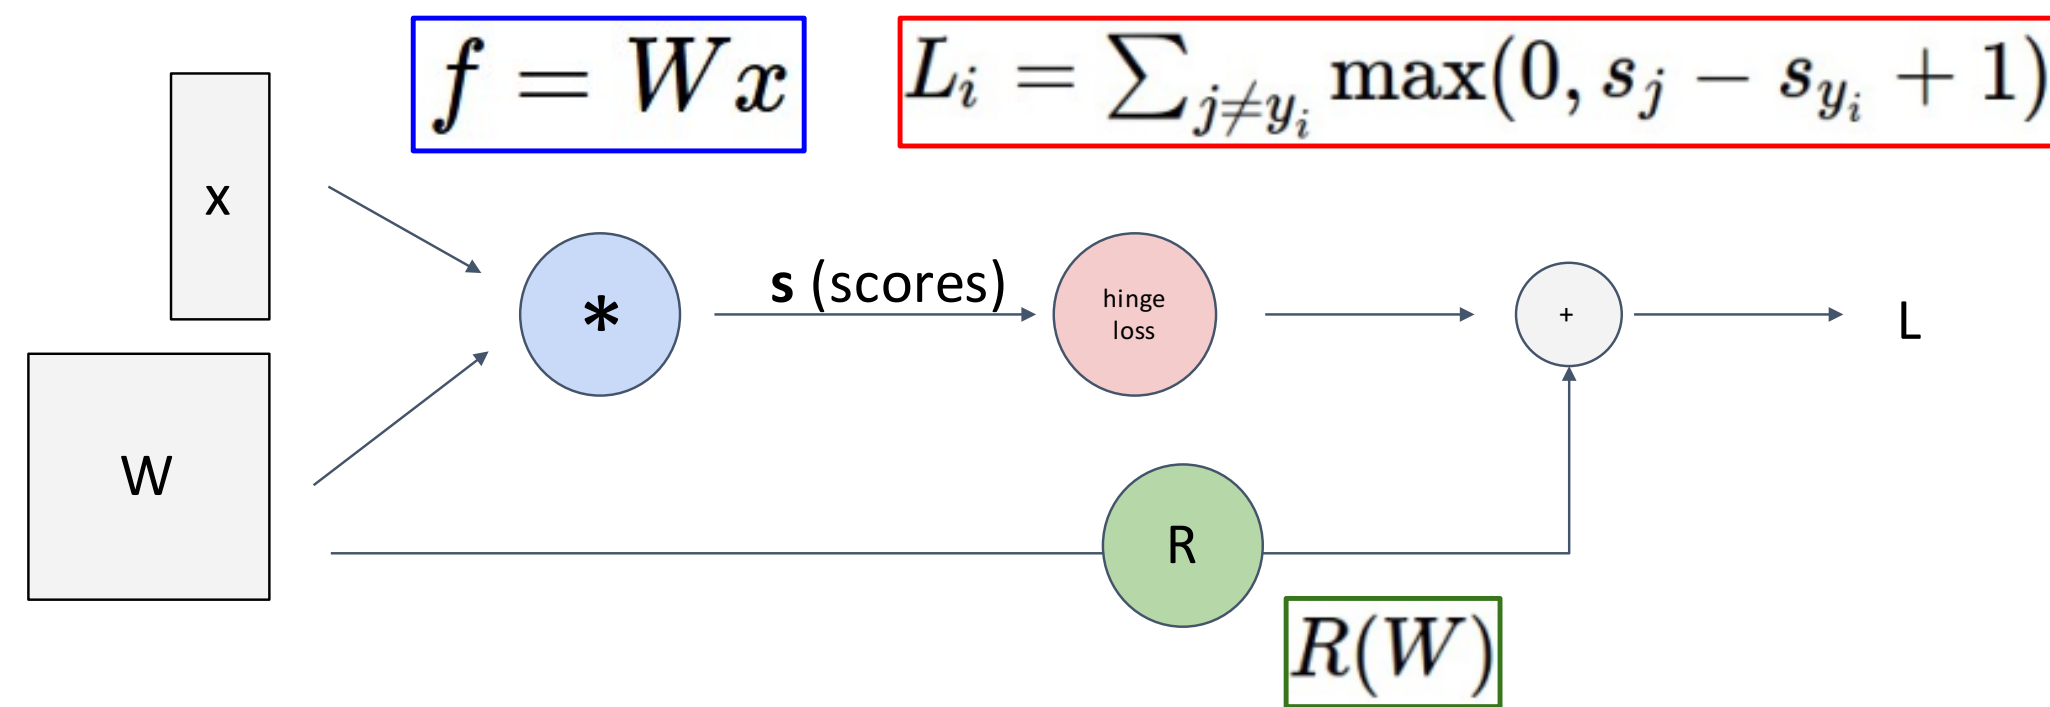 f = Wx
L_i = ∑_{j≠y_i} max(0, s_j − s_{y_i} + 1)
x
W
*
s (scores)
hinge
loss
+
L
R
R(W)